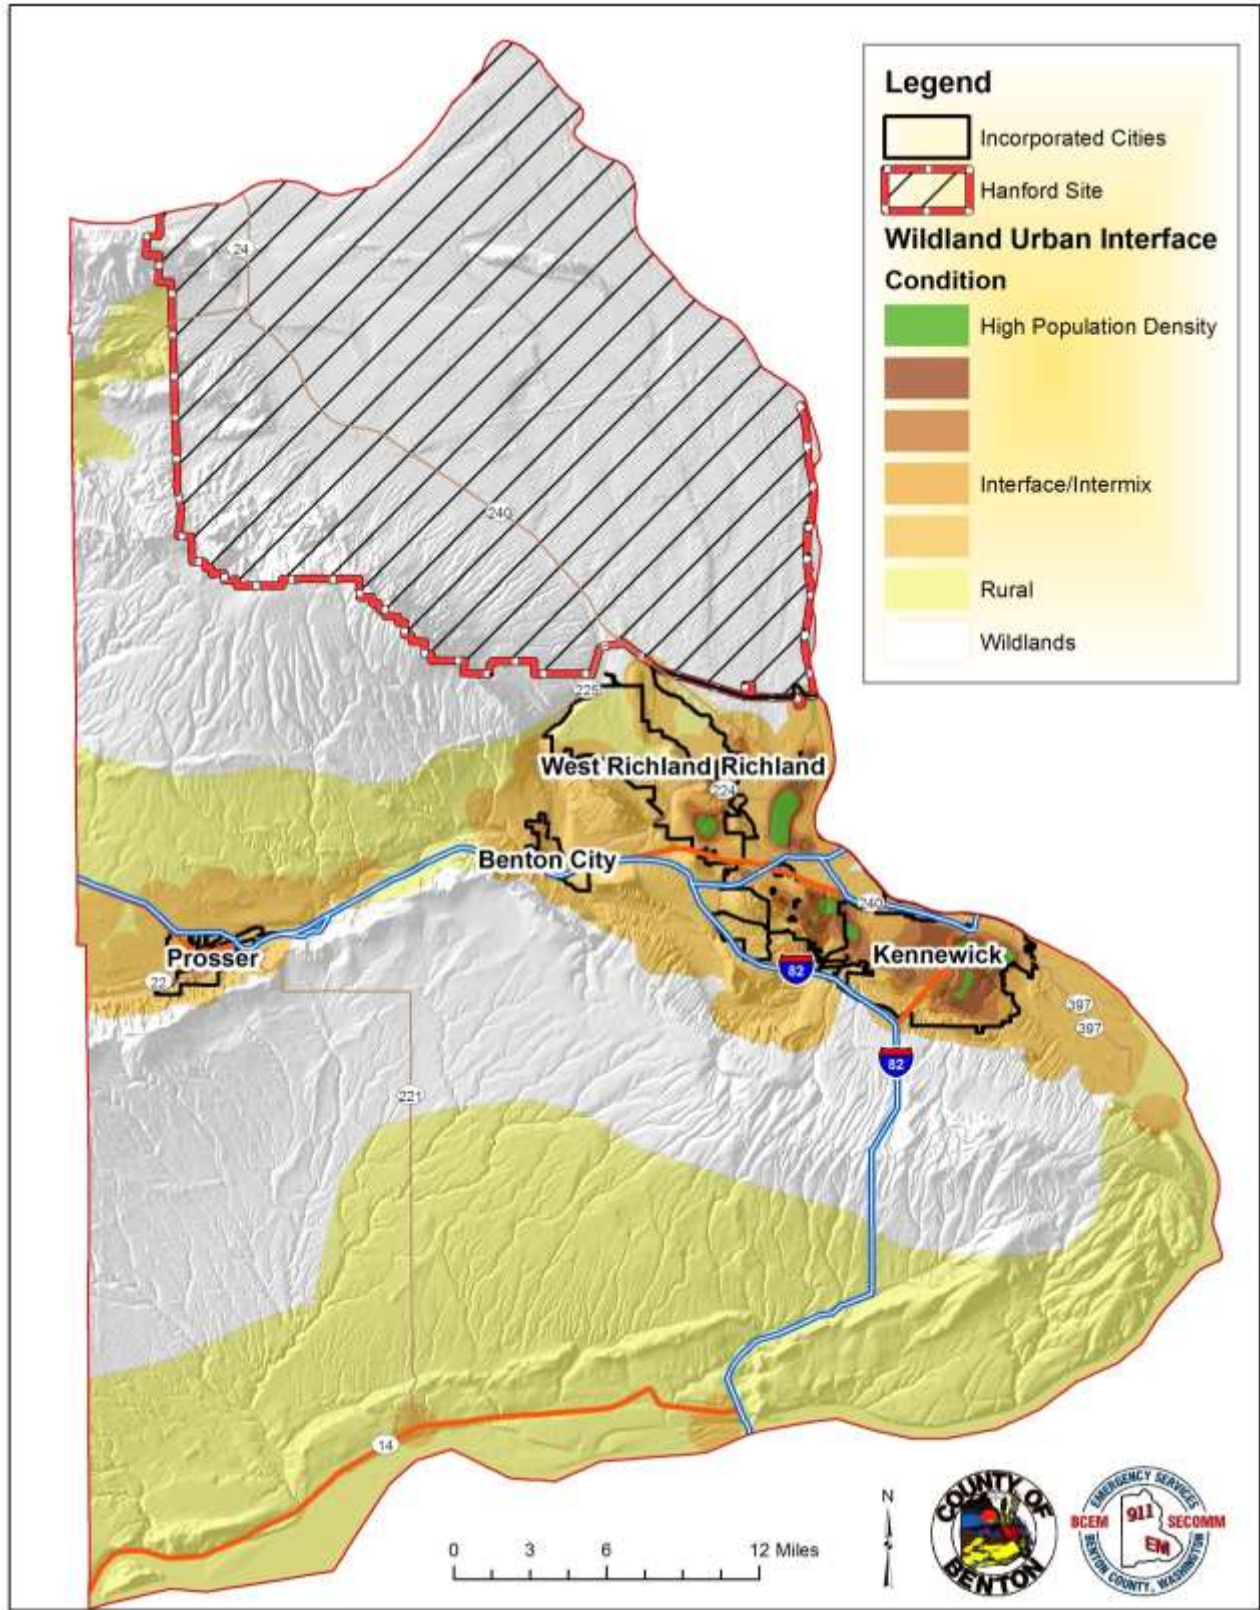 Legend
Incorporated Cities
Hanford Site
Wildland Urban Interface
Condition
High Population Density
Interface/Intermix
Rural
Wildlands
24
240
225
West Richland Richland
224
Benton City
240
Prosser
Kennewick
22
82
397
397
82
221
14
0 3 6 12 Miles
N
COUNTY OF
BENTON
EMERGENCY SERVICES
BCEM 911 SECOMM
EM
BENTON COUNTY, WASHINGTON